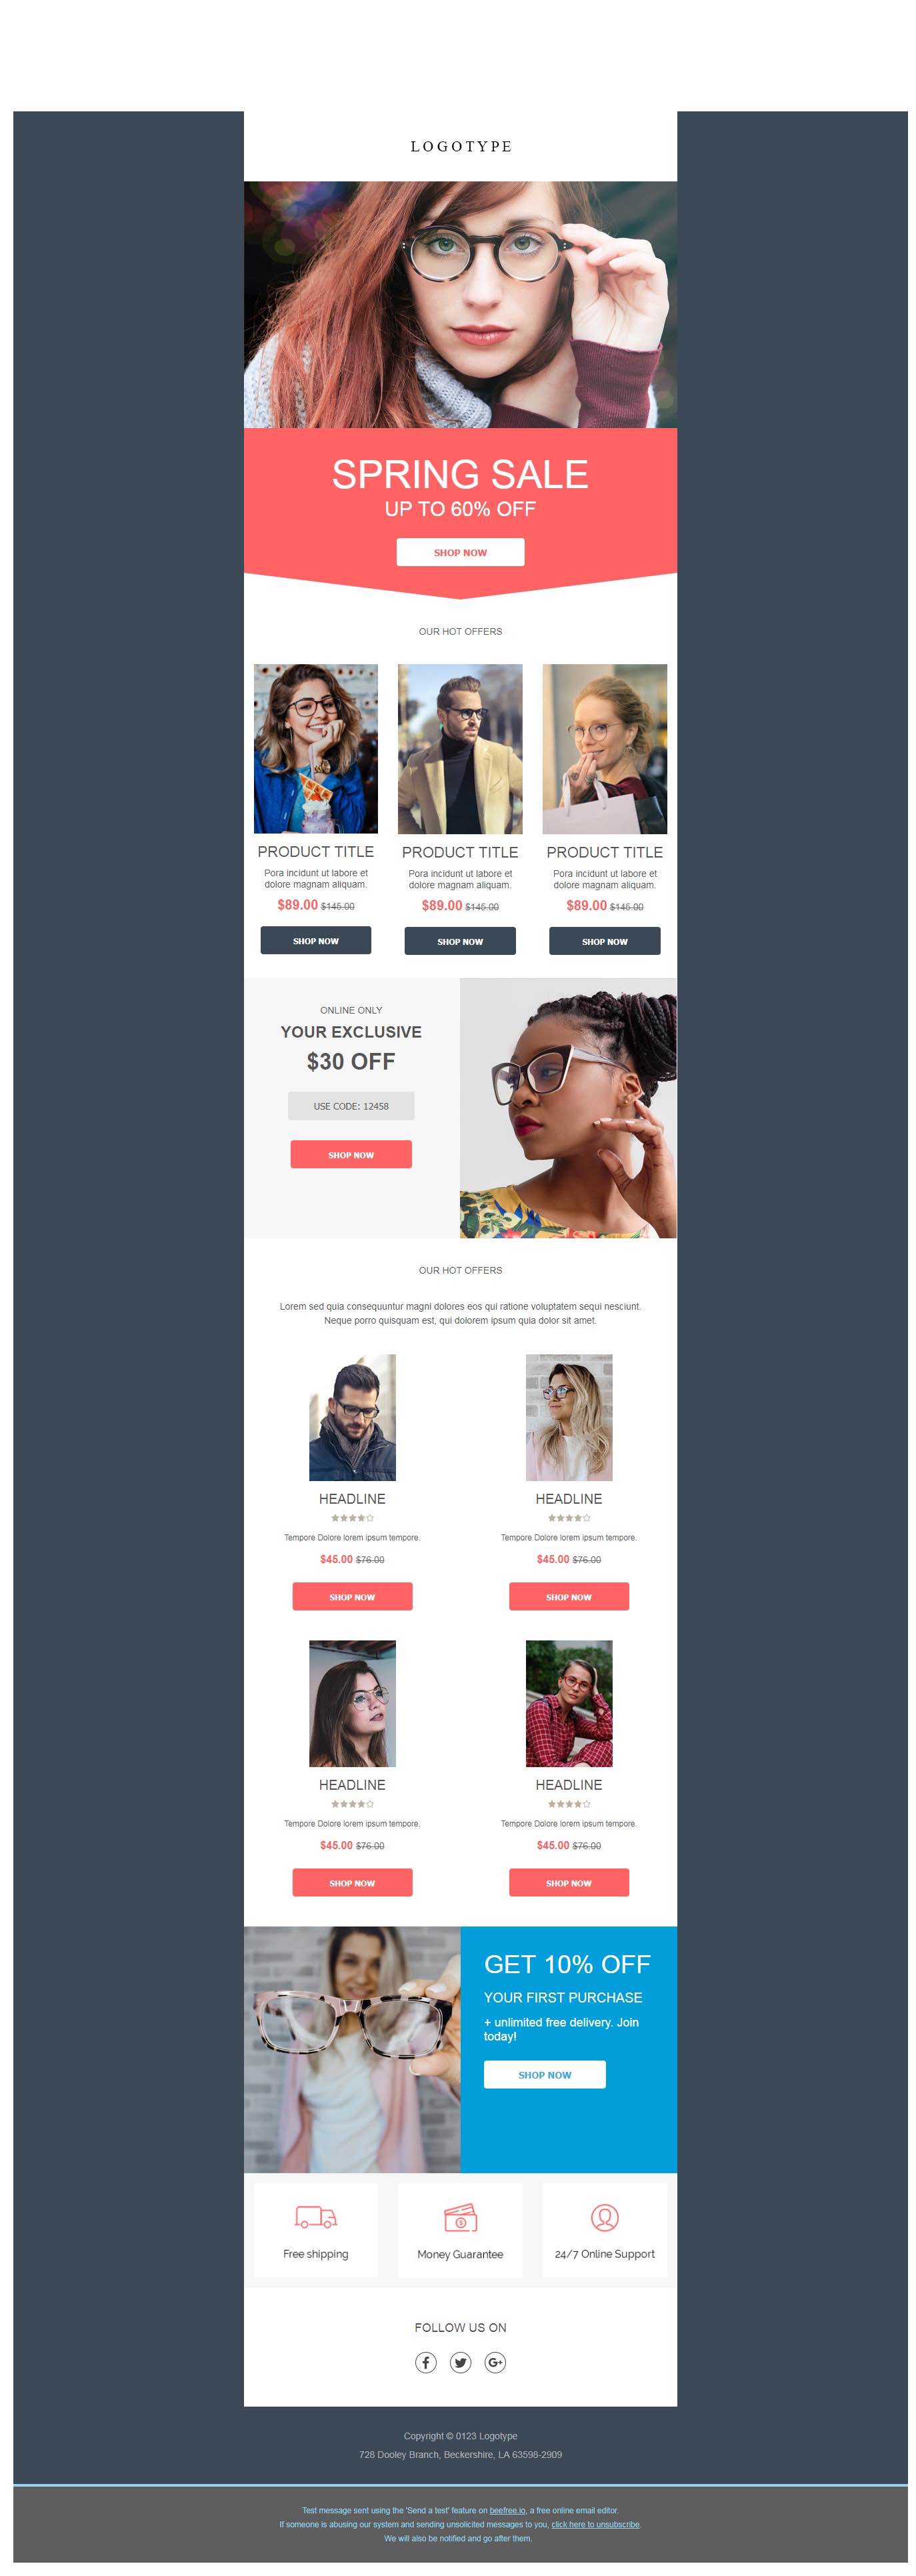 LOGOTYPE
SPRING SALE
UP TO 60% OFF
SHOP NOW
OUR HOT OFFERS
PRODUCT TITLE
Pora incidunt ut labore et
dolore magnam aliquam.
$89.00 $145.00
SHOP NOW
PRODUCT TITLE
Pora incidunt ut labore et
dolore magnam aliquam.
$89.00 $145.00
SHOP NOW
PRODUCT TITLE
Pora incidunt ut labore et
dolore magnam aliquam.
$89.00 $145.00
SHOP NOW
ONLINE ONLY
YOUR EXCLUSIVE
$30 OFF
USE CODE: 12458
SHOP NOW
OUR HOT OFFERS
Lorem sed quia consequuntur magni dolores eos qui ratione voluptatem sequi nesciunt.
Neque porro quisquam est, qui dolorem ipsum quia dolor sit amet.
HEADLINE
Tempore Dolore lorem ipsum tempore.
$45.00 $76.00
SHOP NOW
HEADLINE
Tempore Dolore lorem ipsum tempore.
$45.00 $76.00
SHOP NOW
HEADLINE
Tempore Dolore lorem ipsum tempore.
$45.00 $76.00
SHOP NOW
HEADLINE
Tempore Dolore lorem ipsum tempore.
$45.00 $76.00
SHOP NOW
GET 10% OFF
YOUR FIRST PURCHASE
+ unlimited free delivery. Join
today!
SHOP NOW
Free shipping
Money Guarantee
24/7 Online Support
FOLLOW US ON
Copyright © 0123 Logotype
728 Dooley Branch, Beckershire, LA 63598-2909
Test message sent using the 'Send a test' feature on beefree.io, a free online email editor.
If someone is abusing our system and sending unsolicited messages to you, click here to unsubscribe.
We will also be notified and go after them.